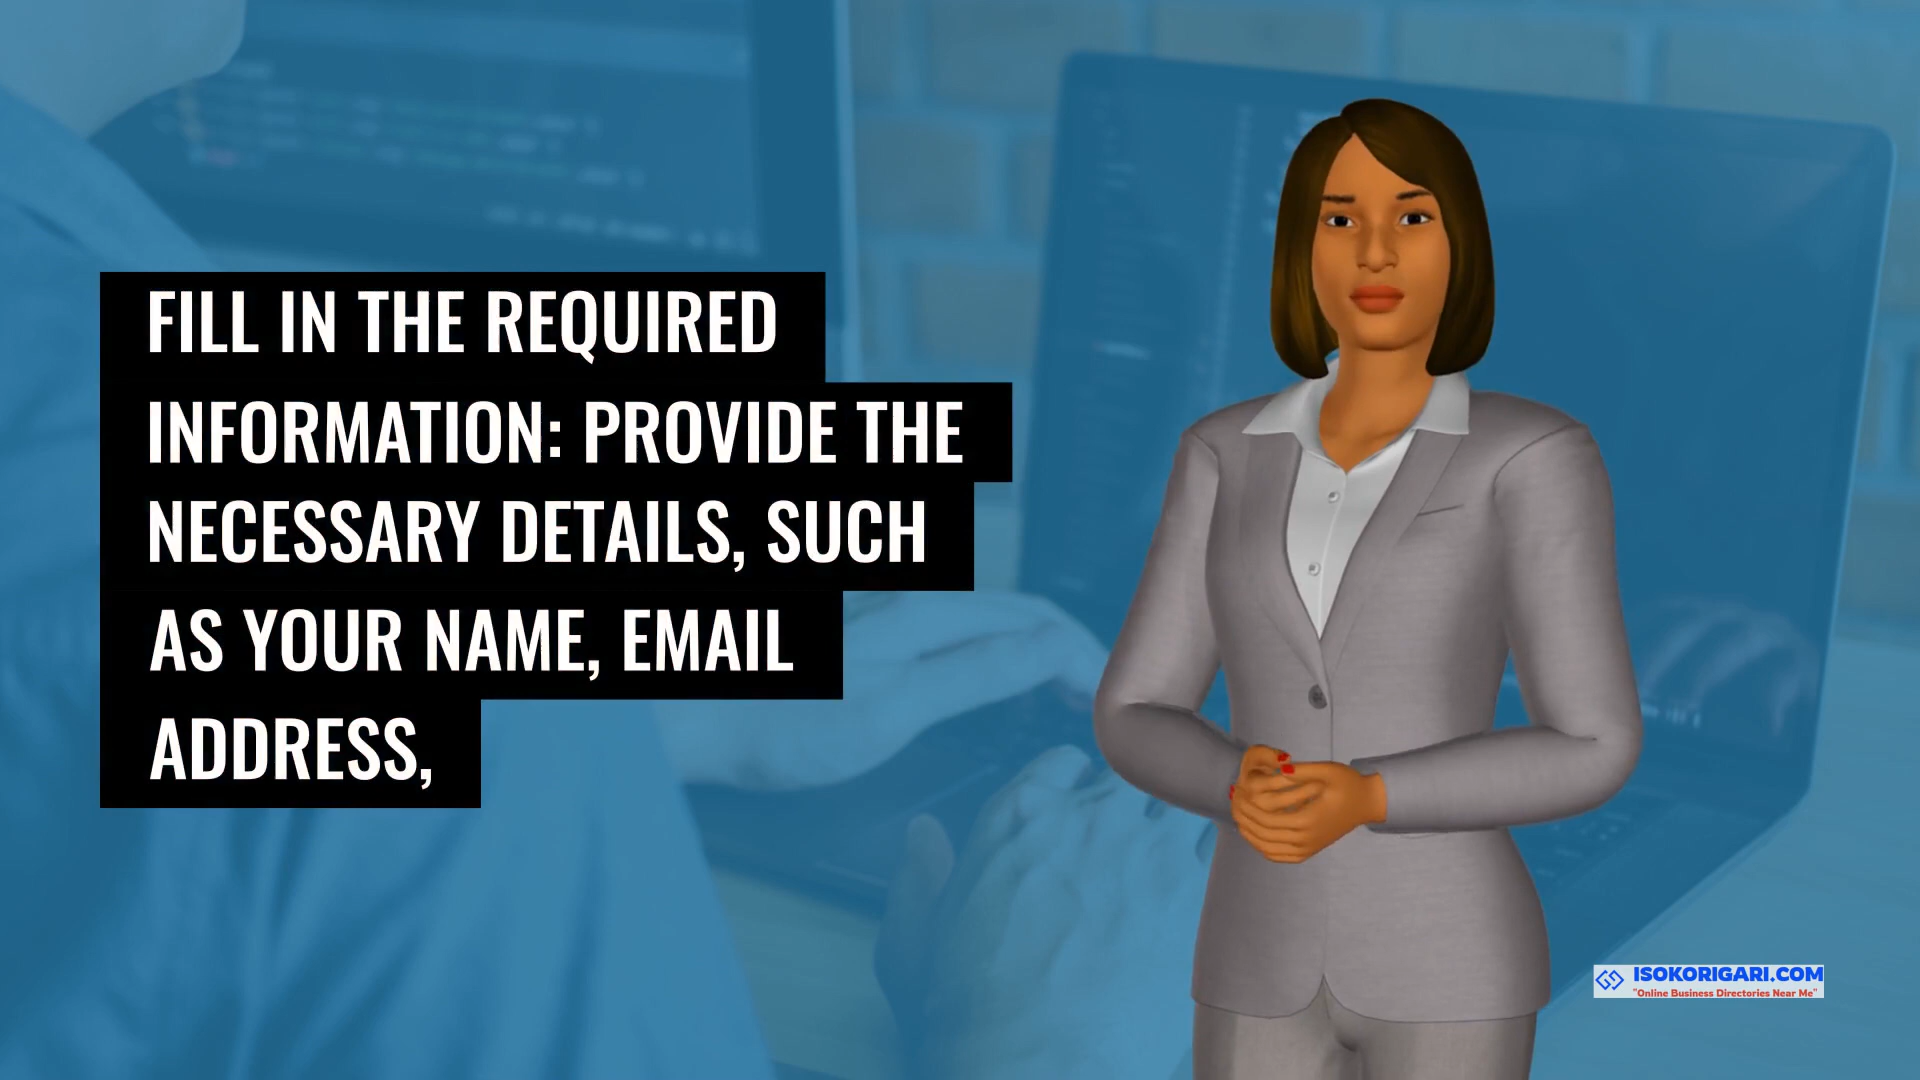 FILL IN THE REQUIRED
INFORMATION: PROVIDE THE
NECESSARY DETAILS, SUCH
AS YOUR NAME, EMAIL
ADDRESS,
ISOKORIGARI.COM
"Online Business Directories Near Me"